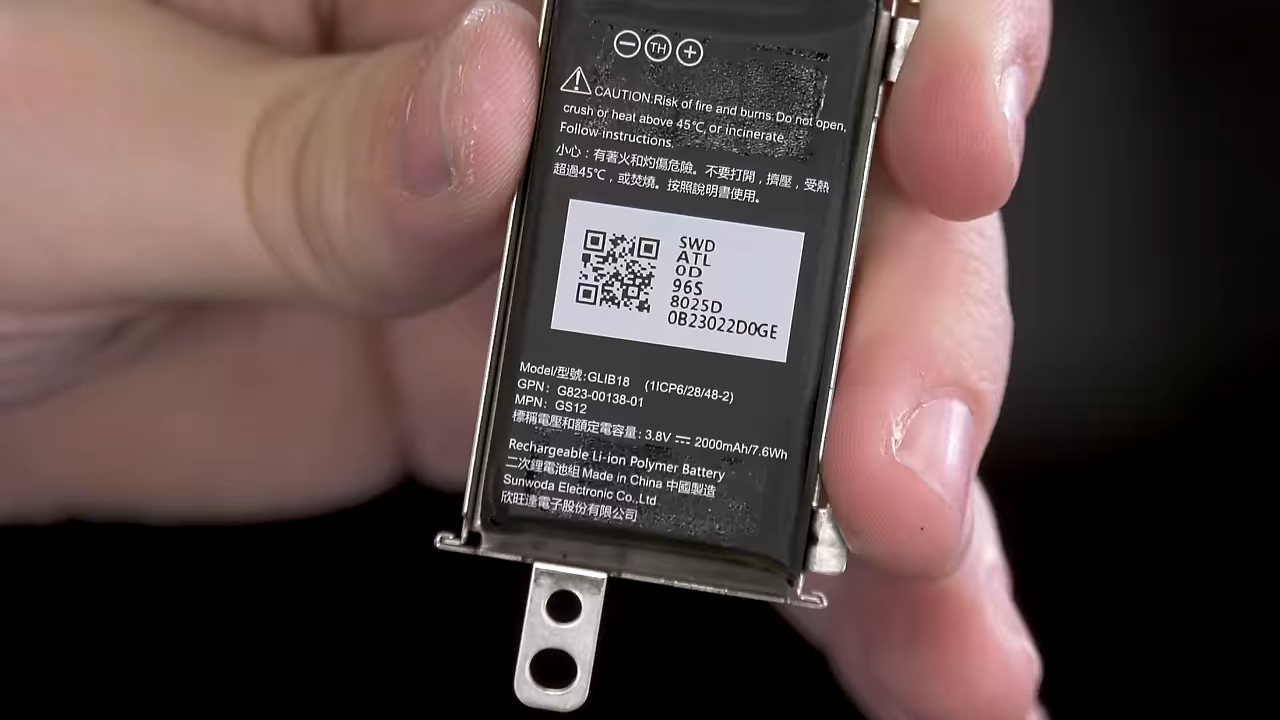 − TH +
CAUTION:Risk of fire and burns. Do not open,
crush or heat above 45℃, or incinerate.
Follow instructions.
小心：有著火和灼傷危險。不要打開，擠壓，受熱
超過45℃，或焚燒。按照說明書使用。
SWD
ATL
0D
96S
8025D
0B23022D0GE
Model/型號:GLIB18 (1ICP6/28/48-2)
GPN: G823-00138-01
MPN: GS12
標稱電壓和額定電容量: 3.8V ⎓ 2000mAh/7.6Wh
Rechargeable Li-ion Polymer Battery
二次鋰電池組 Made in China 中國製造
Sunwoda Electronic Co.,Ltd
欣旺達電子股份有限公司